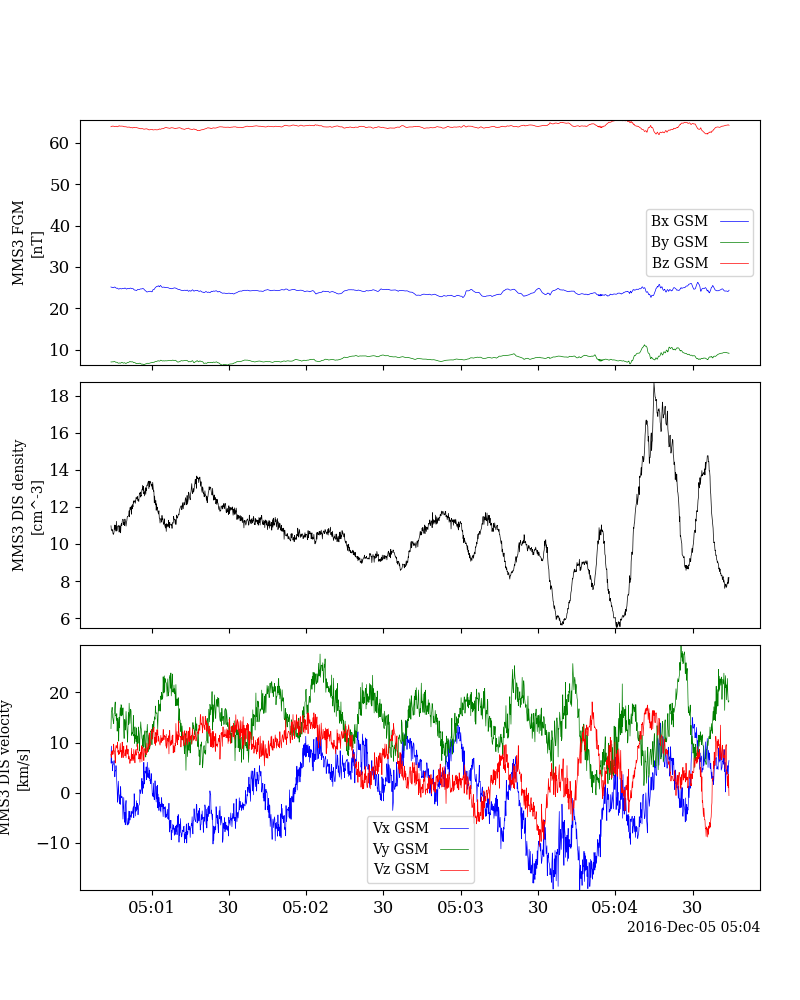 60
50
40
30
20
10
MMS3 FGM
[nT]
Bx GSM
By GSM
Bz GSM
18
16
14
12
10
8
6
MMS3 DIS density
[cm^-3]
20
10
0
−10
MMS3 DIS velocity
[km/s]
Vx GSM
Vy GSM
Vz GSM
05:01 30 05:02 30 05:03 30 05:04 30
2016-Dec-05 05:04